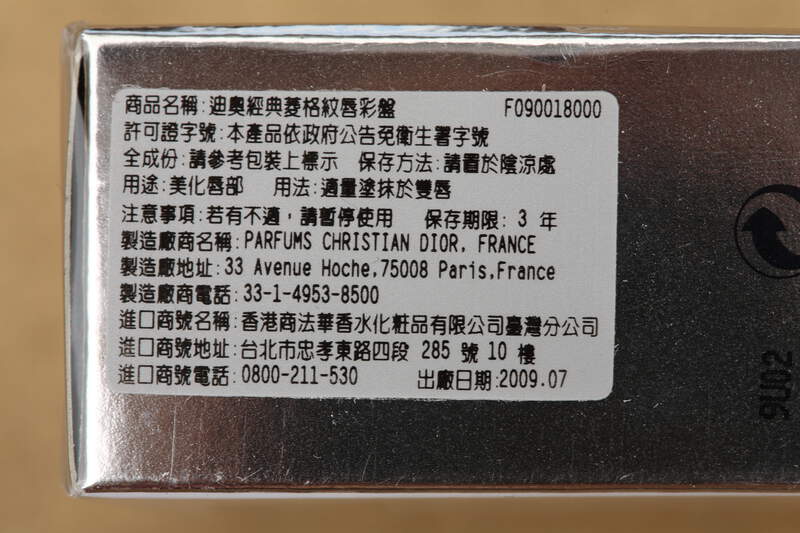 商品名稱:迪奧經典菱格紋唇彩盤 F090018000
許可證字號:本產品依政府公告免衛生署字號
全成份:請參考包裝上標示 保存方法:請置於陰涼處
用途:美化唇部 用法:適量塗抹於雙唇
注意事項:若有不適，請暫停使用 保存期限: 3 年
製造廠商名稱:PARFUMS CHRISTIAN DIOR, FRANCE
製造廠地址:33 Avenue Hoche,75008 Paris,France
製造廠商電話:33-1-4953-8500
進口商號名稱:香港商法華香水化粧品有限公司臺灣分公司
進口商號地址:台北市忠孝東路四段 285 號 10 樓
進口商號電話:0800-211-530 出廠日期:2009.07
9U02